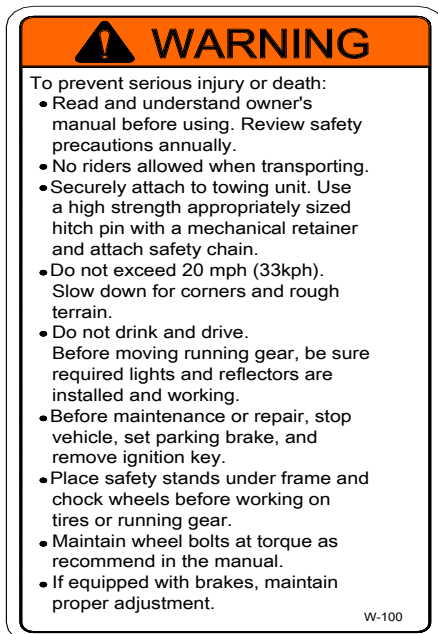 WARNING
To prevent serious injury or death:
• Read and understand owner's
manual before using. Review safety
precautions annually.
• No riders allowed when transporting.
• Securely attach to towing unit. Use
a high strength appropriately sized
hitch pin with a mechanical retainer
and attach safety chain.
• Do not exceed 20 mph (33kph).
Slow down for corners and rough
terrain.
• Do not drink and drive.
Before moving running gear, be sure
required lights and reflectors are
installed and working.
• Before maintenance or repair, stop
vehicle, set parking brake, and
remove ignition key.
• Place safety stands under frame and
chock wheels before working on
tires or running gear.
• Maintain wheel bolts at torque as
recommend in the manual.
• If equipped with brakes, maintain
proper adjustment.
W-100